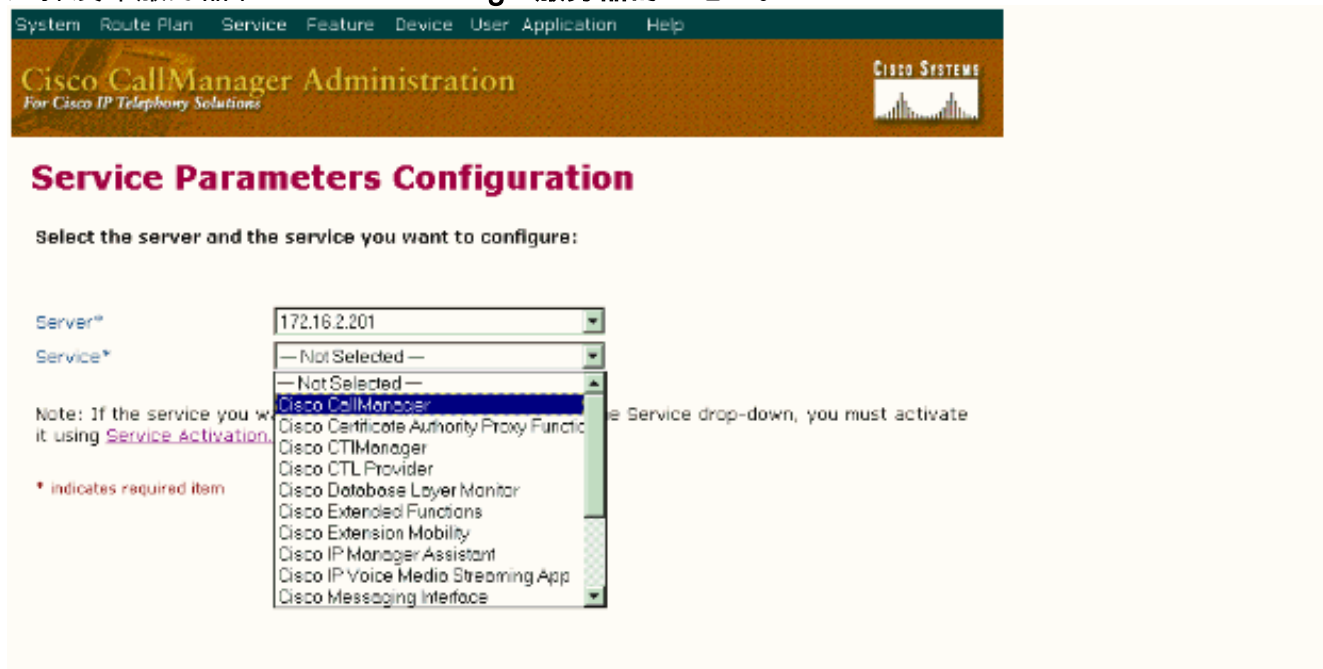 System Route Plan Service Feature Device User Application Help
Cisco CallManager Administration
For Cisco IP Telephony Solutions
CISCO SYSTEMS
Service Parameters Configuration
Select the server and the service you want to configure:
Server* 172.16.2.201
Service* — Not Selected —
— Not Selected —
Cisco CallManager
Note: If the service you w e Service drop-down, you must activate
Cisco Certificate Authority Proxy Functio
it using Service Activation.
Cisco CTIManager
Cisco CTL Provider
* indicates required item
Cisco Database Layer Monitor
Cisco Extended Functions
Cisco Extension Mobility
Cisco IP Manager Assistant
Cisco IP Voice Media Streaming App
Cisco Messaging Interface